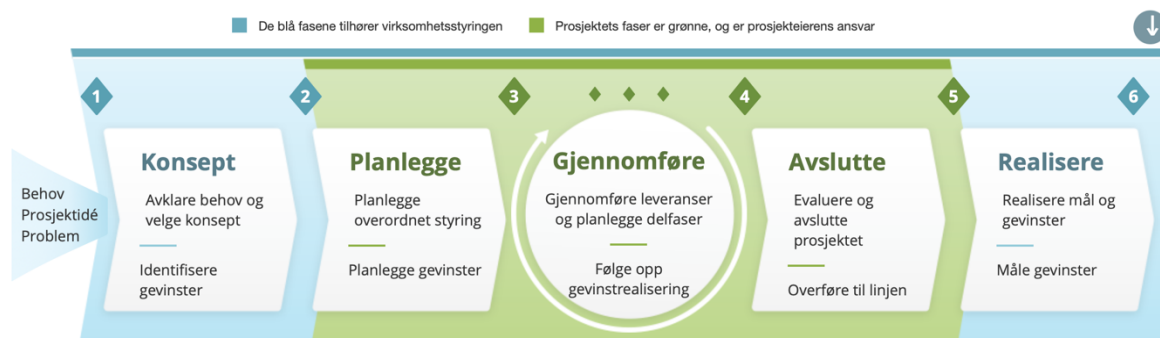 De blå fasene tilhører virksomhetsstyringen
Prosjektets faser er grønne, og er prosjekteierens ansvar
1
2
3
4
5
6
Behov
Prosjektidé
Problem
Konsept
Avklare behov og
velge konsept
Identifisere
gevinster
Planlegge
Planlegge
overordnet styring
Planlegge gevinster
Gjennomføre
Gjennomføre leveranser
og planlegge delfaser
Følge opp
gevinstrealisering
Avslutte
Evaluere og
avslutte
prosjektet
Overføre til linjen
Realisere
Realisere mål og
gevinster
Måle gevinster